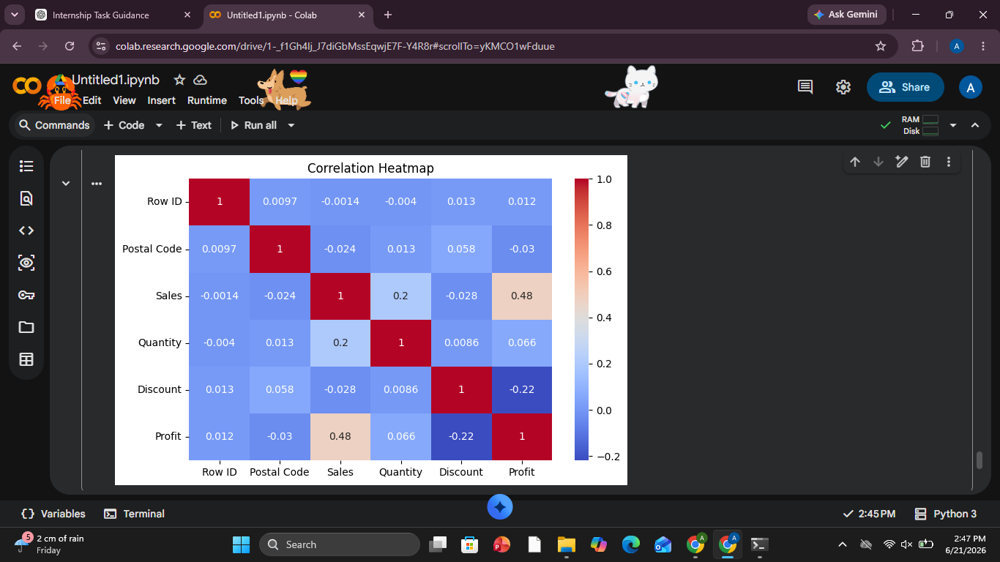 Internship Task Guidance
Untitled1.ipynb - Colab
Ask Gemini
colab.research.google.com/drive/1-_f1Gh4lj_J7diGbMssEqwjE7F-Y4R8r#scrollTo=yKMCO1wFduue
A
Untitled1.ipynb
File Edit View Insert Runtime Tools Help
Share
A
Commands + Code + Text Run all
RAM
Disk
Correlation Heatmap
Row ID 1 0.0097 -0.0014 -0.004 0.013 0.012
Postal Code 0.0097 1 -0.024 0.013 0.058 -0.03
Sales -0.0014 -0.024 1 0.2 -0.028 0.48
Quantity -0.004 0.013 0.2 1 0.0086 0.066
Discount 0.013 0.058 -0.028 0.0086 1 -0.22
Profit 0.012 -0.03 0.48 0.066 -0.22 1
Row ID Postal Code Sales Quantity Discount Profit
1.0
0.8
0.6
0.4
0.2
0.0
−0.2
{} Variables Terminal
2:45 PM Python 3
5
2 cm of rain
Friday
Search
P
A
A
2:47 PM
6/21/2026